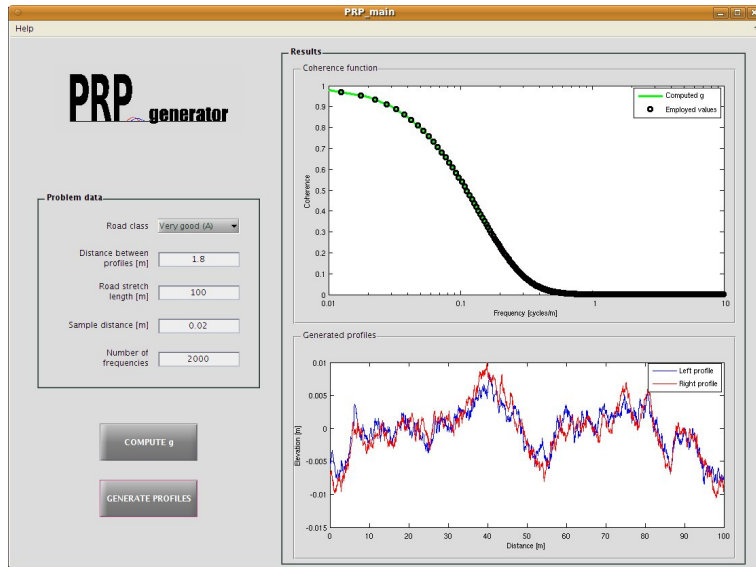 PRP_main
Help
PRP generator
Problem data
Road class
Very good (A)
Distance between
profiles [m]
1.8
Road stretch
length [m]
100
Sample distance [m]
0.02
Number of
frequencies
2000
COMPUTE g
GENERATE PROFILES
Results
Coherence function
1
0.9
0.8
0.7
0.6
0.5
0.4
0.3
0.2
0.1
0
Coherence
Computed g
Employed values
0.01 0.1 1 10
Frequency [cycles/m]
Generated profiles
0.01
0.005
0
-0.005
-0.01
-0.015
Elevation [m]
Left profile
Right profile
0 10 20 30 40 50 60 70 80 90 100
Distance [m]